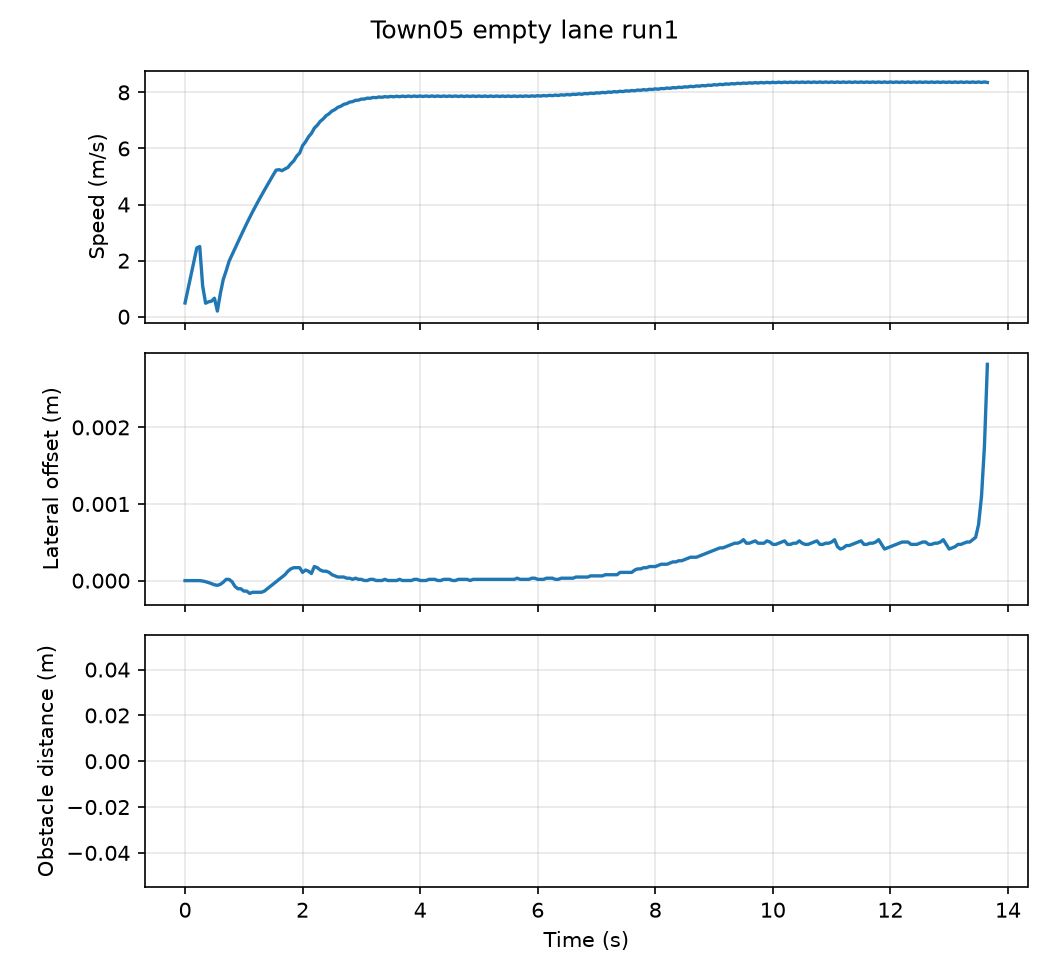 Town05 empty lane run1
Speed (m/s)
8
6
4
2
0
Lateral offset (m)
0.002
0.001
0.000
Obstacle distance (m)
0.04
0.02
0.00
−0.02
−0.04
0 2 4 6 8 10 12 14
Time (s)